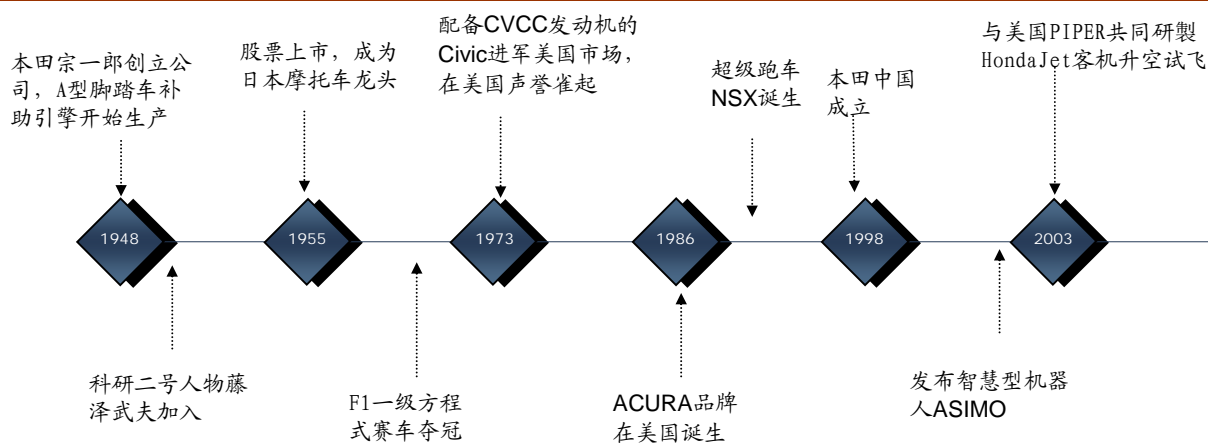 本田宗一郎创立公
司，A型脚踏车补
助引擎开始生产
股票上市，成为
日本摩托车龙头
配备CVCC发动机的
Civic进军美国市场，
在美国声誉雀起
超级跑车
NSX诞生
本田中国
成立
与美国PIPER共同研製
HondaJet客机升空试飞
1948
1955
1973
1986
1998
2003
科研二号人物藤
泽武夫加入
F1一级方程
式赛车夺冠
ACURA品牌
在美国诞生
发布智慧型机器
人ASIMO